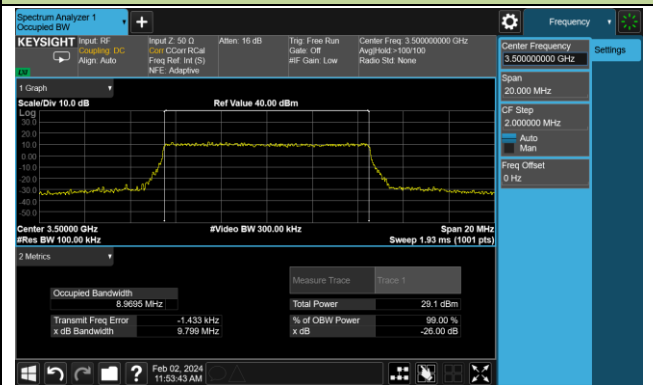 Spectrum Analyzer 1
Occupied BW
Frequency
KEYSIGHT
Input: RF
Coupling: DC
Align: Auto
Input Z: 50 Ω
Corr CCorr RCal
Freq Ref: Int (S)
NFE: Adaptive
Atten: 16 dB
Trig: Free Run
Gate: Off
#IF Gain: Low
Center Freq: 3.500000000 GHz
Avg|Hold:>100/100
Radio Std: None
LW
Center Frequency
3.500000000 GHz
Settings
Span
20.000 MHz
CF Step
2.000000 MHz
Auto
Man
Freq Offset
0 Hz
1 Graph
Scale/Div 10.0 dB
Ref Value 40.00 dBm
Log
30.0
20.0
10.0
0.00
-10.0
-20.0
-30.0
-40.0
-50.0
Center 3.50000 GHz
#Video BW 300.00 kHz
Span 20 MHz
#Res BW 100.00 kHz
Sweep 1.93 ms (1001 pts)
2 Metrics
Measure Trace
Trace 1
Occupied Bandwidth
8.9695 MHz
Total Power
29.1 dBm
Transmit Freq Error
-1.433 kHz
% of OBW Power
99.00 %
x dB Bandwidth
9.799 MHz
x dB
-26.00 dB
?
Feb 02, 2024
11:53:43 AM